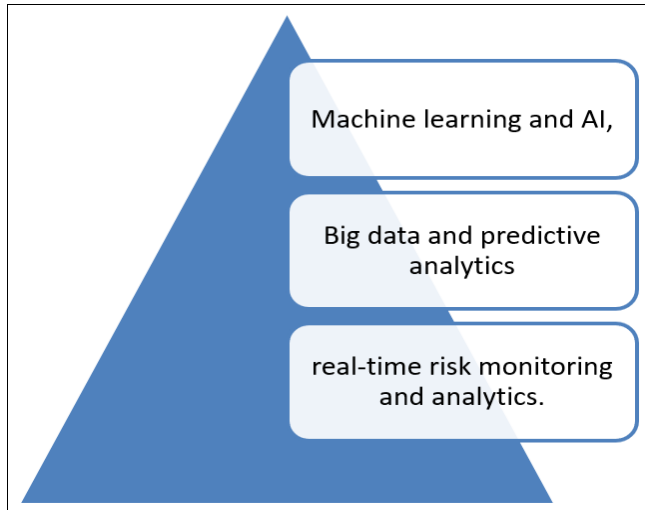 Machine learning and AI,
Big data and predictive
analytics
real-time risk monitoring
and analytics.